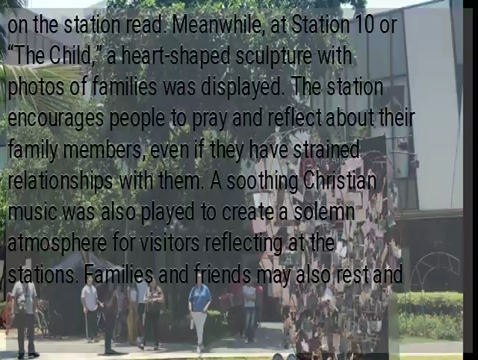 on the station read. Meanwhile, at Station 10 or
“The Child,” a heart-shaped sculpture with
photos of families was displayed. The station
encourages people to pray and reflect about their
family members, even if they have strained
relationships with them. A soothing Christian
music was also played to create a solemn
atmosphere for visitors reflecting at the
stations. Families and friends may also rest and